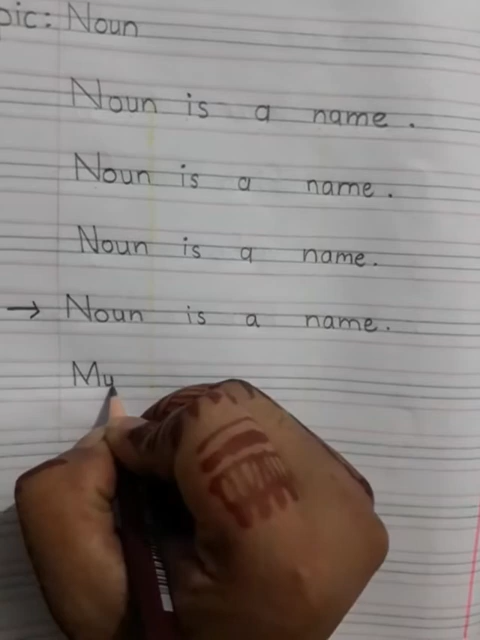 pic: Noun
Noun is a name.
Noun is a name.
Noun is a name.
→ Noun is a name.
My